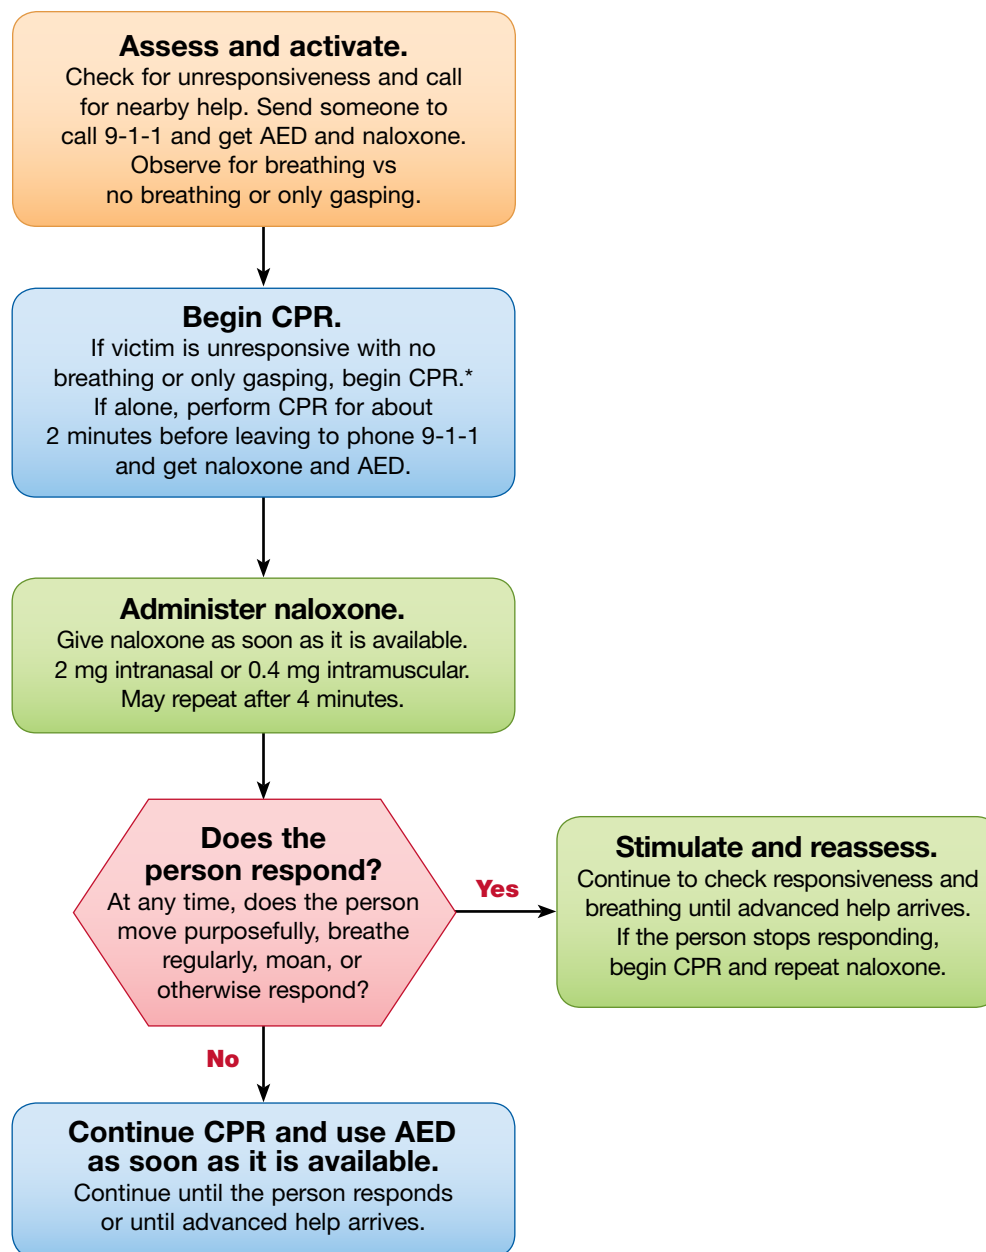 Assess and activate.
Check for unresponsiveness and call
for nearby help. Send someone to
call 9-1-1 and get AED and naloxone.
Observe for breathing vs
no breathing or only gasping.
Begin CPR.
If victim is unresponsive with no
breathing or only gasping, begin CPR.*
If alone, perform CPR for about
2 minutes before leaving to phone 9-1-1
and get naloxone and AED.
Administer naloxone.
Give naloxone as soon as it is available.
2 mg intranasal or 0.4 mg intramuscular.
May repeat after 4 minutes.
Does the
person respond?
At any time, does the person
move purposefully, breathe
regularly, moan, or
otherwise respond?
Yes
Stimulate and reassess.
Continue to check responsiveness and
breathing until advanced help arrives.
If the person stops responding,
begin CPR and repeat naloxone.
No
Continue CPR and use AED
as soon as it is available.
Continue until the person responds
or until advanced help arrives.